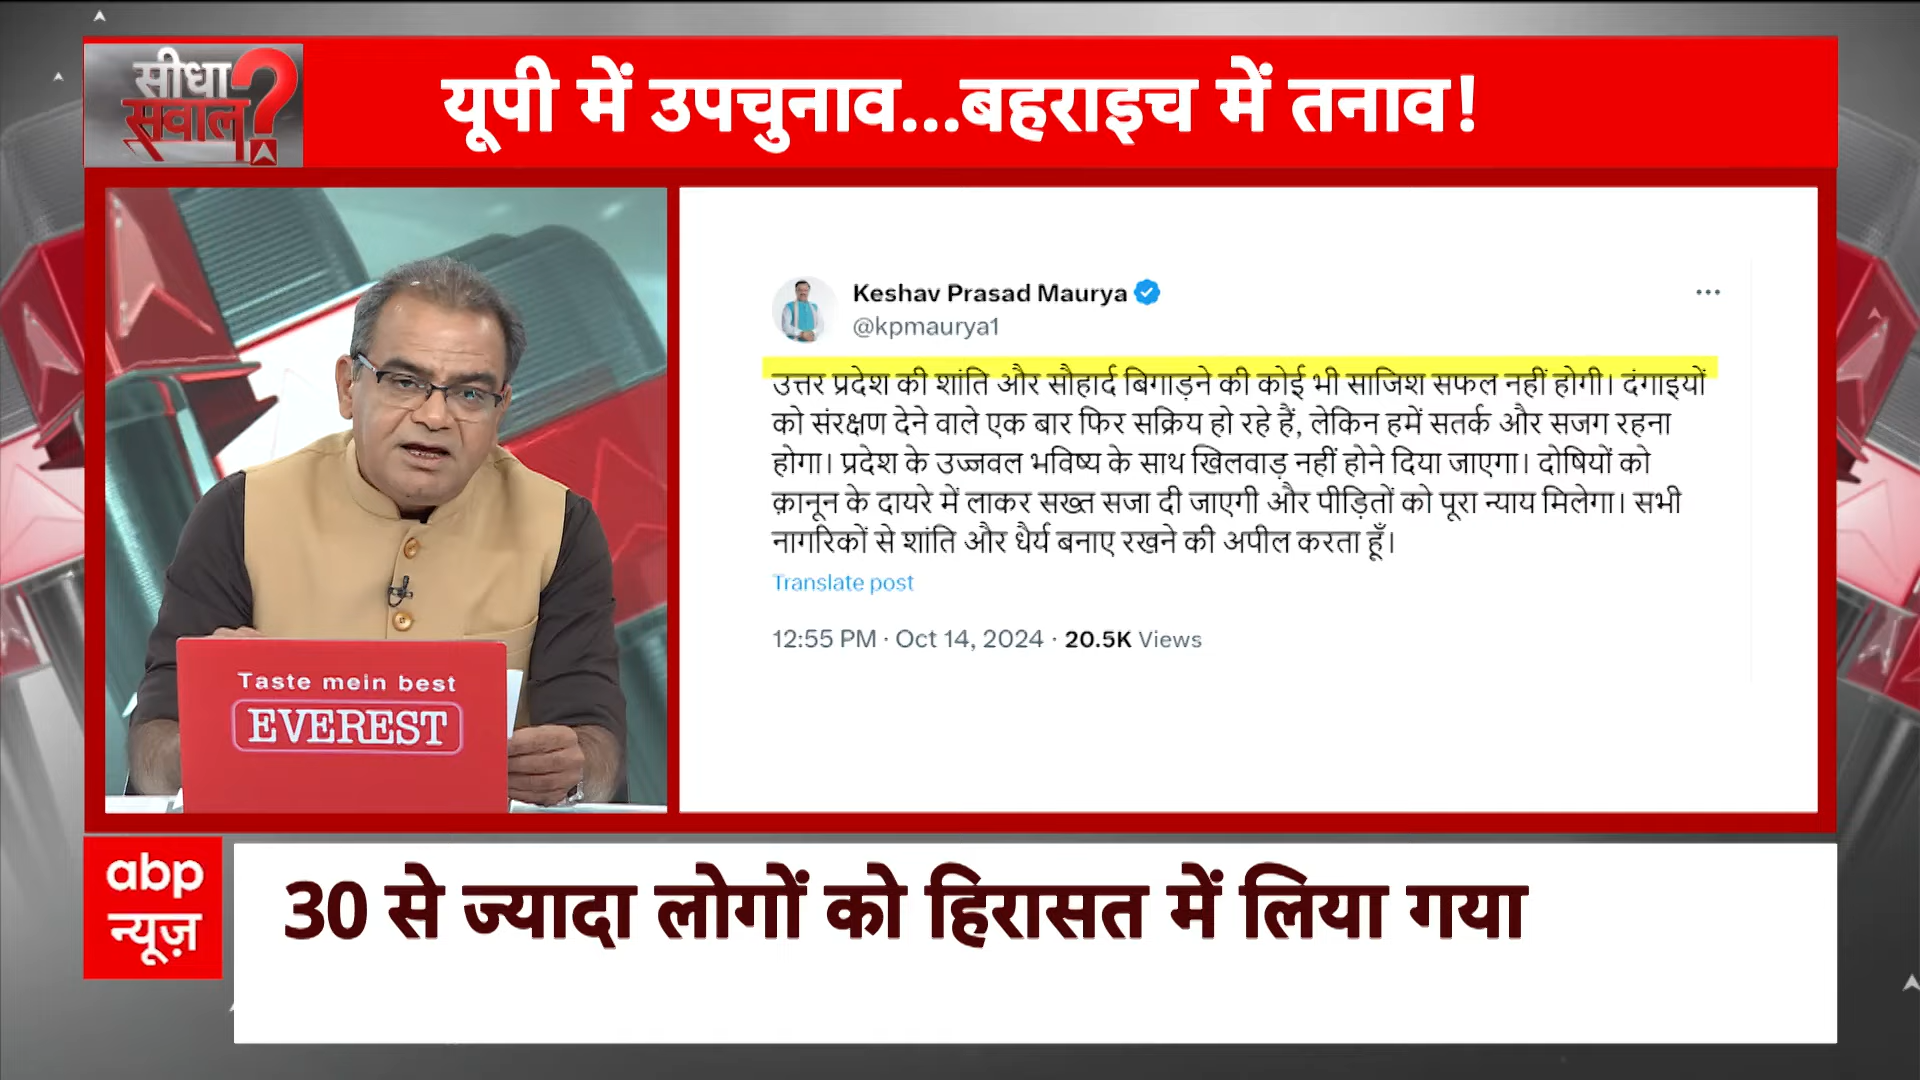 सीधा
सवाल?
यूपी में उपचुनाव...बहराइच में तनाव!
Keshav Prasad Maurya
@kpmaurya1
उत्तर प्रदेश की शांति और सौहार्द बिगाड़ने की कोई भी साजिश सफल नहीं होगी। दंगाइयों
को संरक्षण देने वाले एक बार फिर सक्रिय हो रहे हैं, लेकिन हमें सतर्क और सजग रहना
होगा। प्रदेश के उज्जवल भविष्य के साथ खिलवाड़ नहीं होने दिया जाएगा। दोषियों को
क़ानून के दायरे में लाकर सख्त सजा दी जाएगी और पीड़ितों को पूरा न्याय मिलेगा। सभी
नागरिकों से शांति और धैर्य बनाए रखने की अपील करता हूँ।
Translate post
12:55 PM · Oct 14, 2024 · 20.5K Views
Taste mein best
EVEREST
abp
न्यूज़
30 से ज्यादा लोगों को हिरासत में लिया गया